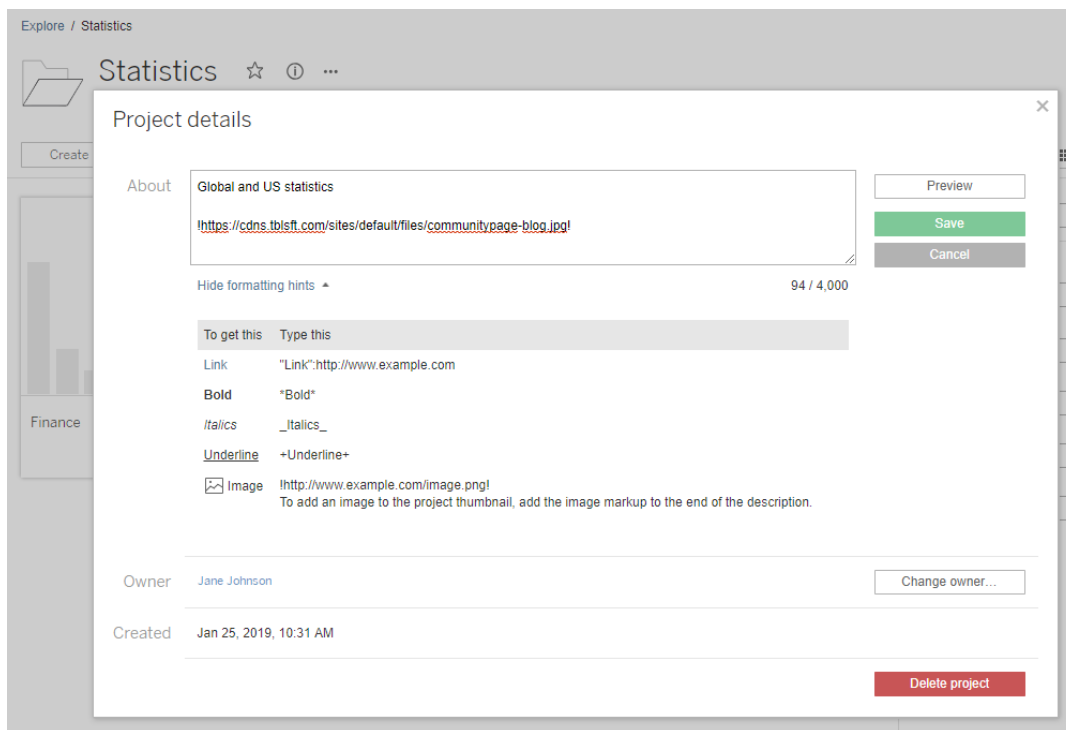 Explore / Statistics
Statistics
Project details
Create
About
Global and US statistics
Preview
!https://cdns.tblsft.com/sites/default/files/communitypage-blog.jpg!
Save
Cancel
Hide formatting hints
94 / 4,000
To get this Type this
Link "Link":http://www.example.com
Bold *Bold*
Italics _Italics_
Finance
Underline +Underline+
Image !http://www.example.com/image.png!
To add an image to the project thumbnail, add the image markup to the end of the description.
Owner Jane Johnson Change owner...
Created Jan 25, 2019, 10:31 AM
Delete project